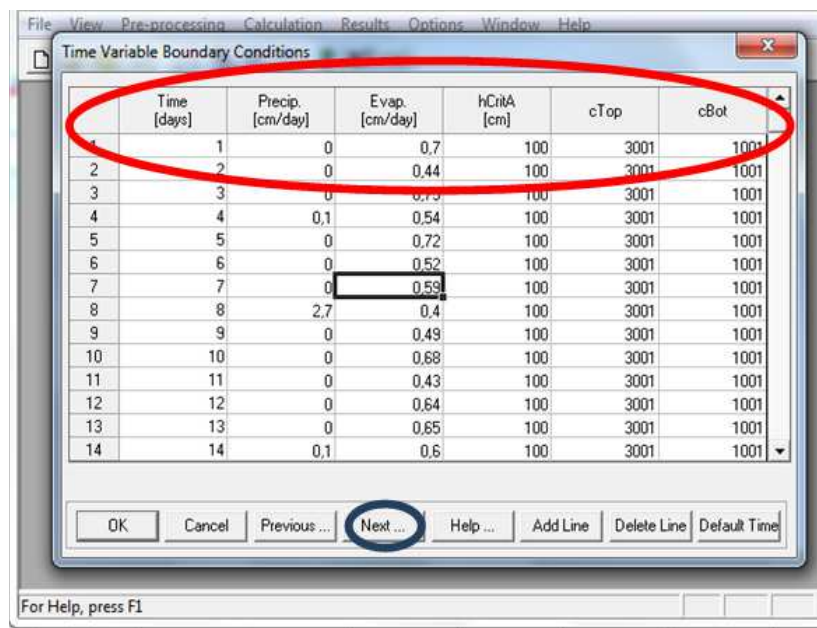 File View Pre-processing Calculation Results Options Window Help
Time Variable Boundary Conditions
Time [days] Precip. [cm/day] Evap. [cm/day] hCritA [cm] cTop cBot
1 1 0 0,7 100 3001 1001
2 2 0 0,44 100 3001 1001
3 3 0 0,75 100 3001 1001
4 4 0,1 0,54 100 3001 1001
5 5 0 0,72 100 3001 1001
6 6 0 0,52 100 3001 1001
7 7 0 0,59 100 3001 1001
8 8 2,7 0,4 100 3001 1001
9 9 0 0,49 100 3001 1001
10 10 0 0,68 100 3001 1001
11 11 0 0,43 100 3001 1001
12 12 0 0,64 100 3001 1001
13 13 0 0,65 100 3001 1001
14 14 0,1 0,6 100 3001 1001
OK Cancel Previous ... Next ... Help ... Add Line Delete Line Default Time
For Help, press F1